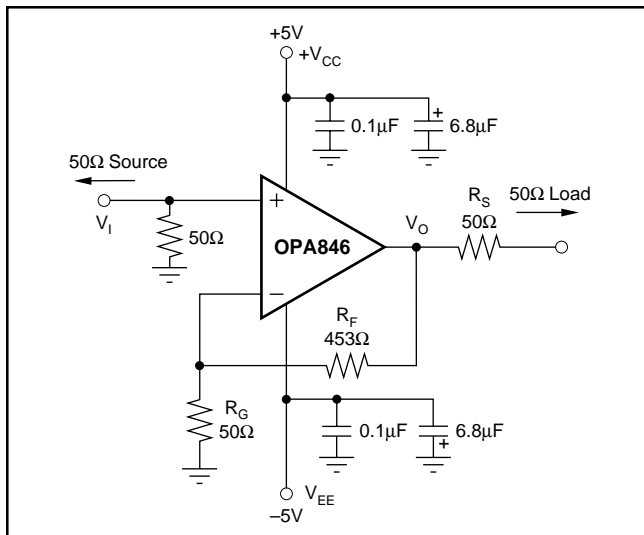 +5V
+V_CC
0.1μF
6.8μF
+
50Ω Source
V_I
50Ω
+
−
OPA846
V_O
R_S
50Ω
50Ω Load
R_F
453Ω
R_G
50Ω
0.1μF
6.8μF
+
V_EE
–5V